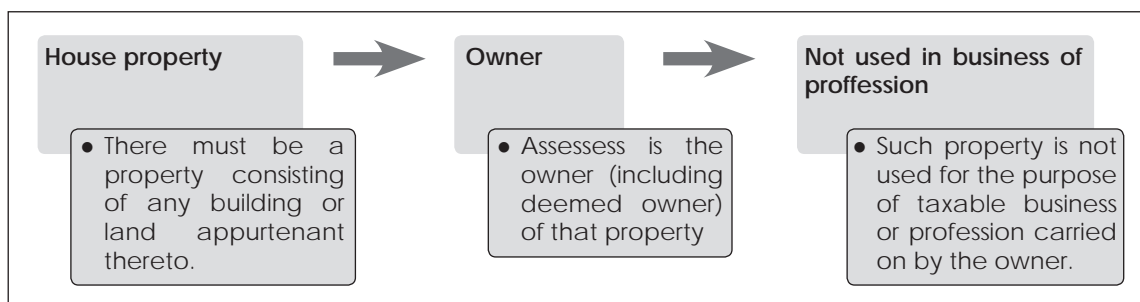 House property
There must be a
property consisting
of any building or
land appurtenant
thereto.
Owner
Assessess is the
owner (including
deemed owner)
of that property
Not used in business of
proffession
Such property is not
used for the purpose
of taxable business
or profession carried
on by the owner.